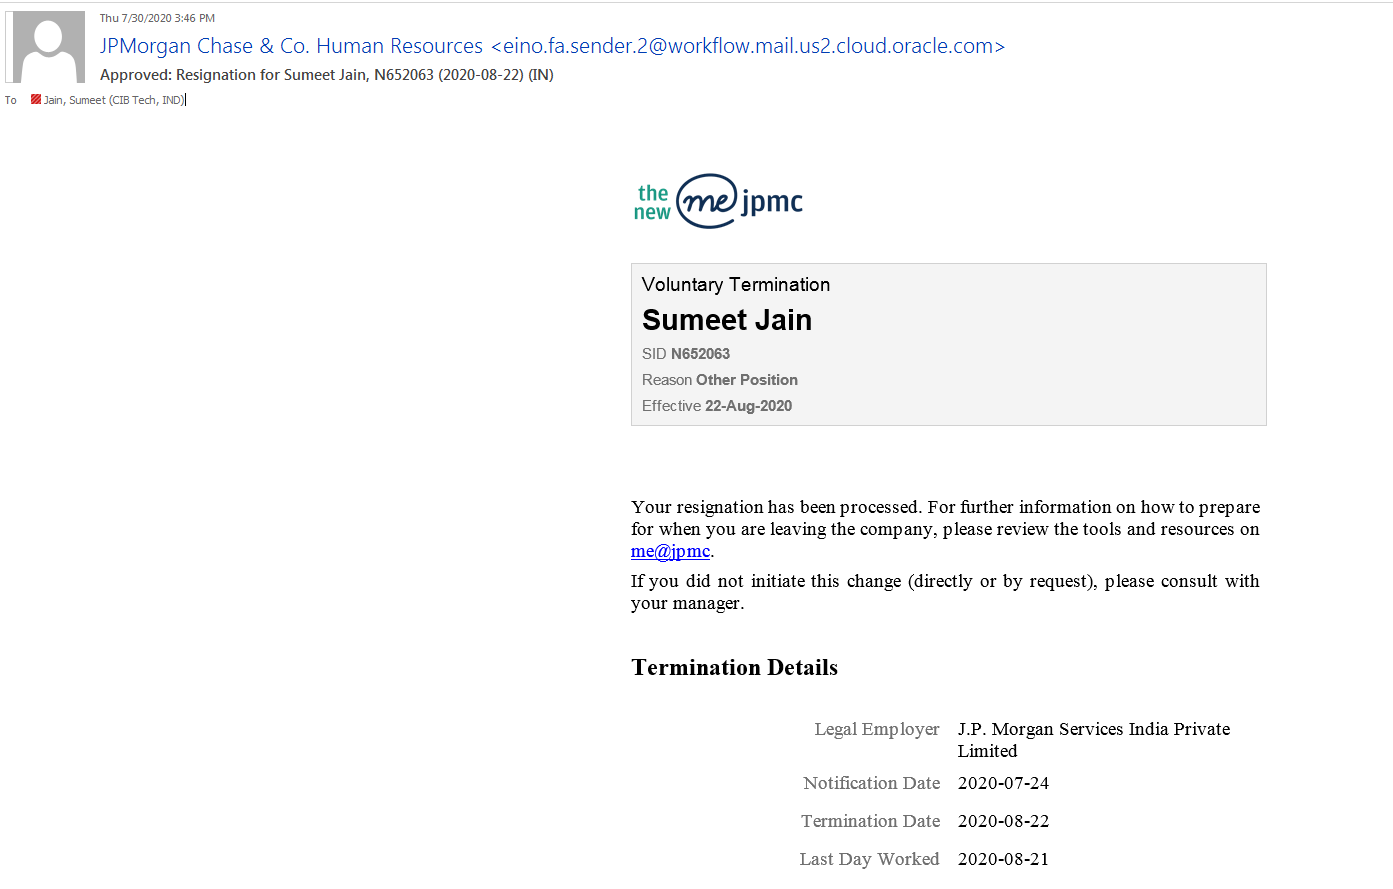 Thu 7/30/2020 3:46 PM
JPMorgan Chase & Co. Human Resources <eino.fa.sender.2@workflow.mail.us2.cloud.oracle.com>
Approved: Resignation for Sumeet Jain, N652063 (2020-08-22) (IN)
To Jain, Sumeet (CIB Tech, IND)
the new me jpmc
Voluntary Termination
Sumeet Jain
SID N652063
Reason Other Position
Effective 22-Aug-2020
Your resignation has been processed. For further information on how to prepare
for when you are leaving the company, please review the tools and resources on
me@jpmc.
If you did not initiate this change (directly or by request), please consult with
your manager.
Termination Details
Legal Employer J.P. Morgan Services India Private
Limited
Notification Date 2020-07-24
Termination Date 2020-08-22
Last Day Worked 2020-08-21